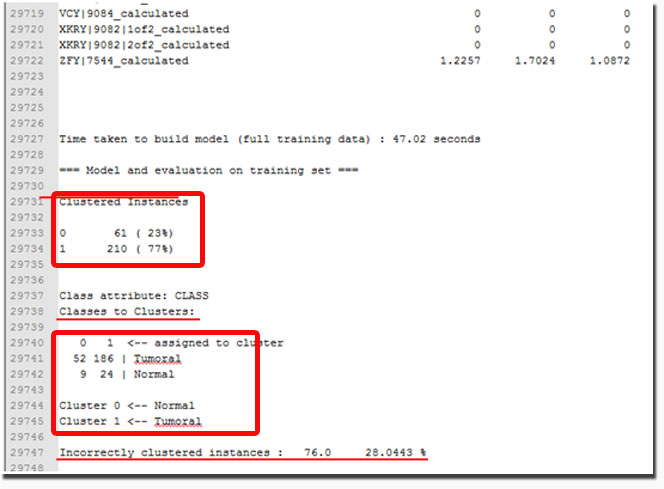 29719 VCY|9084_calculated 0 0 0
29720 XKRY|9082|1of2_calculated 0 0 0
29721 XKRY|9082|2of2_calculated 0 0 0
29722 ZFY|7544_calculated 1.2257 1.7024 1.0872
29723
29724
29725
29726
29727 Time taken to build model (full training data) : 47.02 seconds
29728
29729 === Model and evaluation on training set ===
29730
29731 Clustered Instances
29732
29733 0 61 ( 23%)
29734 1 210 ( 77%)
29735
29736
29737 Class attribute: CLASS
29738 Classes to Clusters:
29739
29740 0 1 <-- assigned to cluster
29741 52 186 | Tumoral
29742 9 24 | Normal
29743
29744 Cluster 0 <-- Normal
29745 Cluster 1 <-- Tumoral
29746
29747 Incorrectly clustered instances : 76.0 28.0443 %
29748